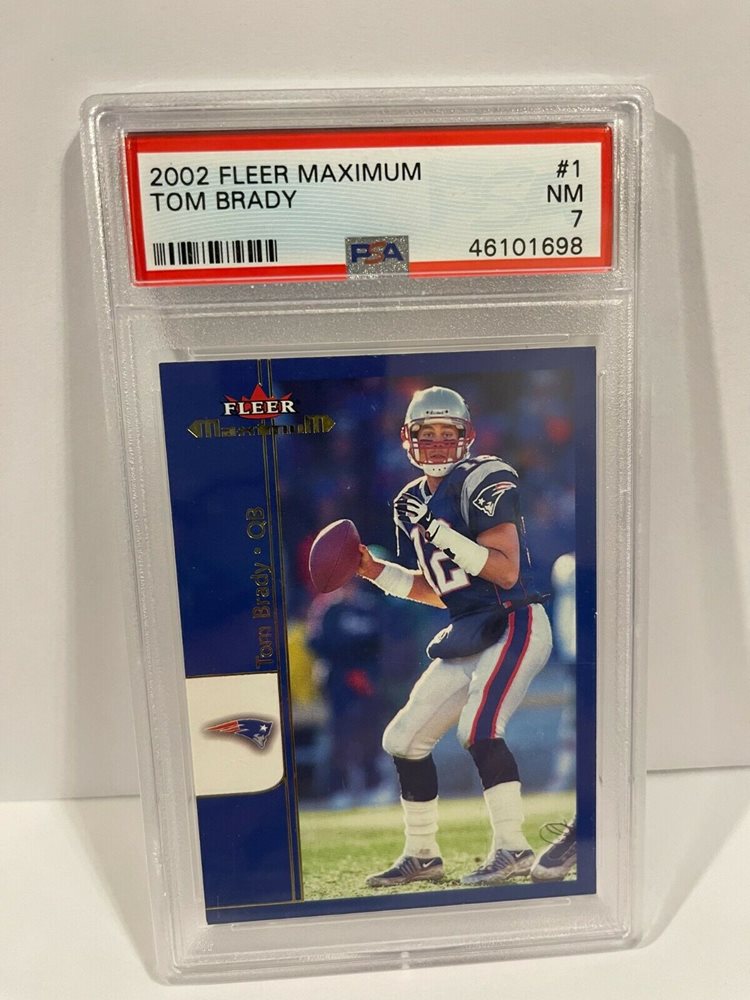 2002 FLEER MAXIMUM #1
TOM BRADY NM
7
PSA 46101698
FLEER
MaximuM
Tom Brady • QB
12